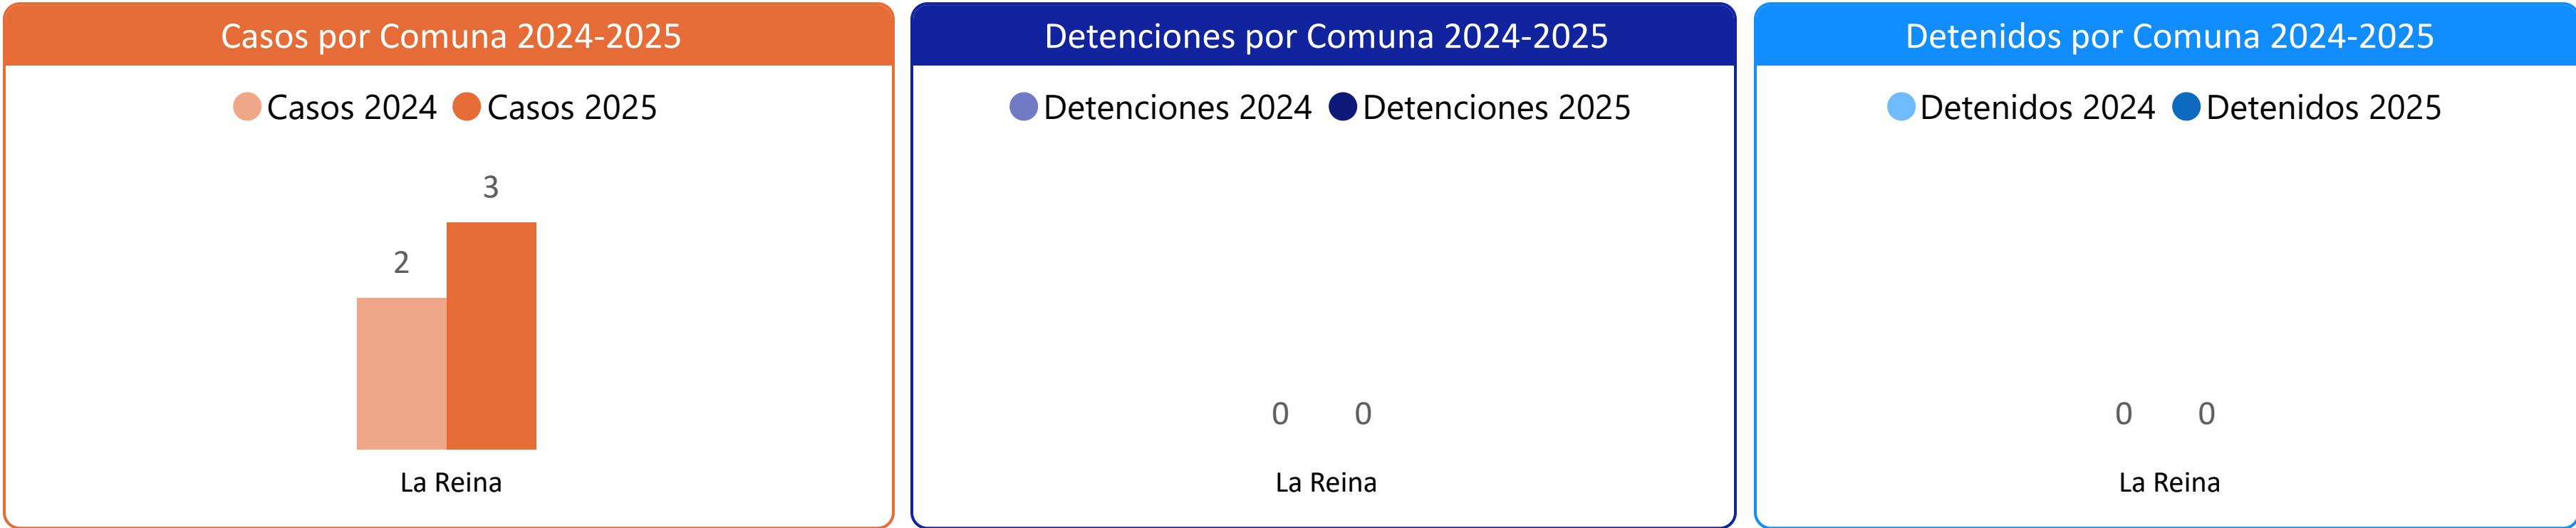 Casos por Comuna 2024-2025
Casos 2024 Casos 2025
2
3
La Reina
Detenciones por Comuna 2024-2025
Detenciones 2024 Detenciones 2025
0 0
La Reina
Detenidos por Comuna 2024-2025
Detenidos 2024 Detenidos 2025
0 0
La Reina